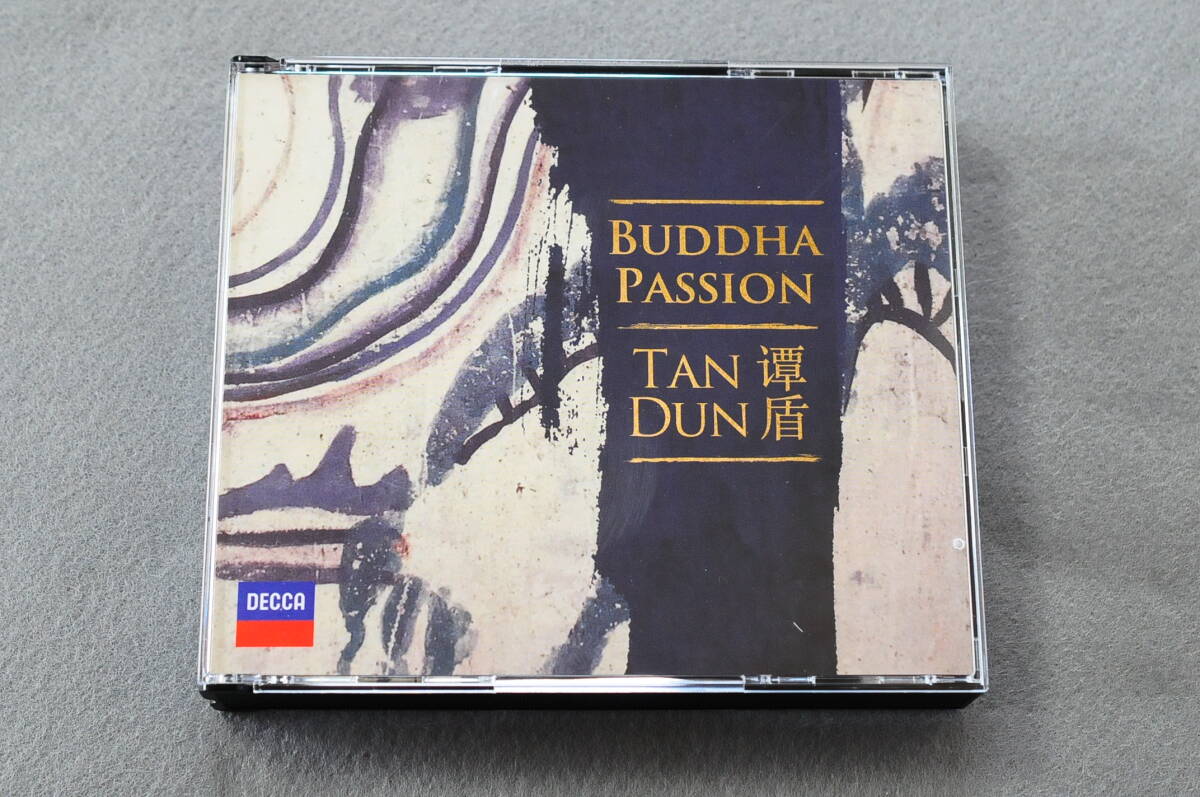 BUDDHA
PASSION
TAN 谭
DUN 盾
DECCA